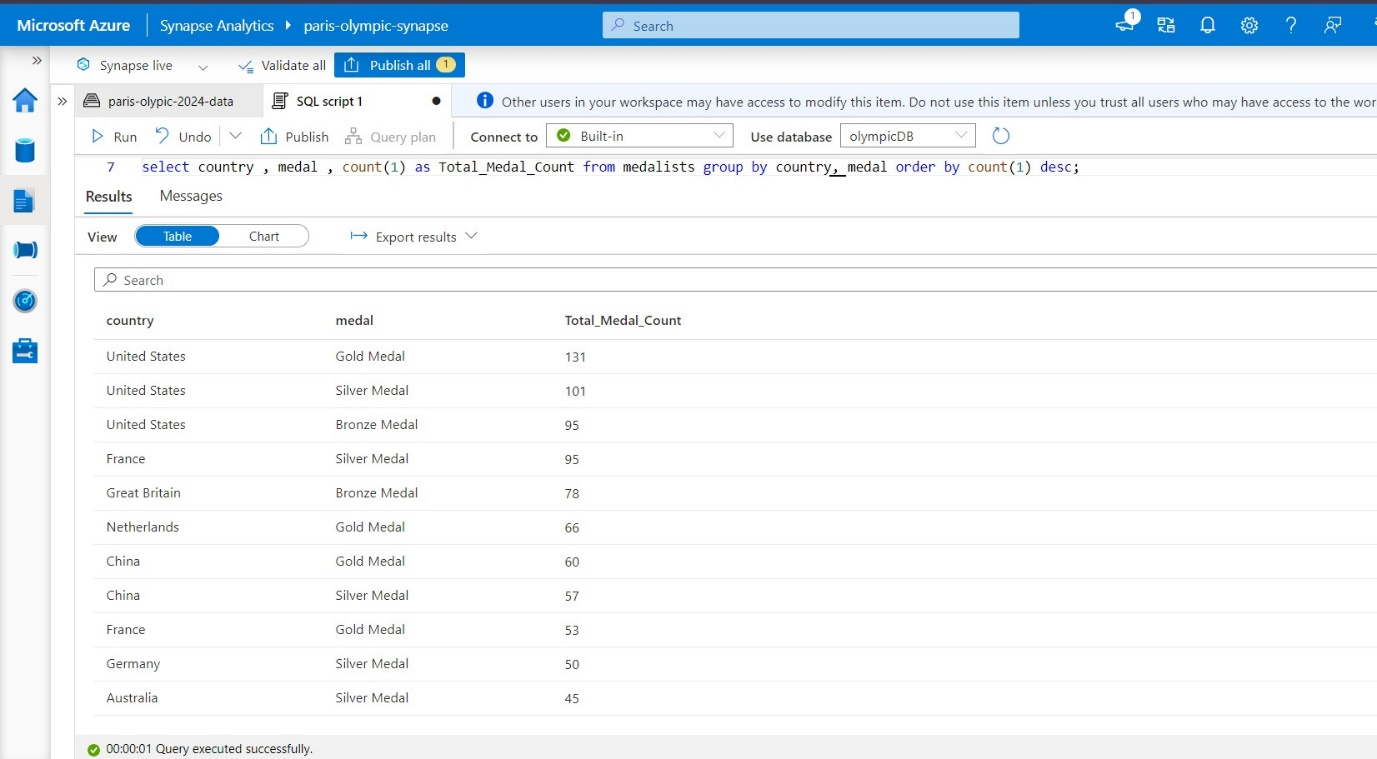 Microsoft Azure Synapse Analytics paris-olympic-synapse Search 1
Synapse live Validate all Publish all 1
paris-olypic-2024-data SQL script 1 Other users in your workspace may have access to modify this item. Do not use this item unless you trust all users who may have access to the wor
Run Undo Publish Query plan Connect to Built-in Use database olympicDB
7 select country , medal , count(1) as Total_Medal_Count from medalists group by country, medal order by count(1) desc;
Results Messages
View Table Chart Export results
Search
country medal Total_Medal_Count
United States Gold Medal 131
United States Silver Medal 101
United States Bronze Medal 95
France Silver Medal 95
Great Britain Bronze Medal 78
Netherlands Gold Medal 66
China Gold Medal 60
China Silver Medal 57
France Gold Medal 53
Germany Silver Medal 50
Australia Silver Medal 45
00:00:01 Query executed successfully.